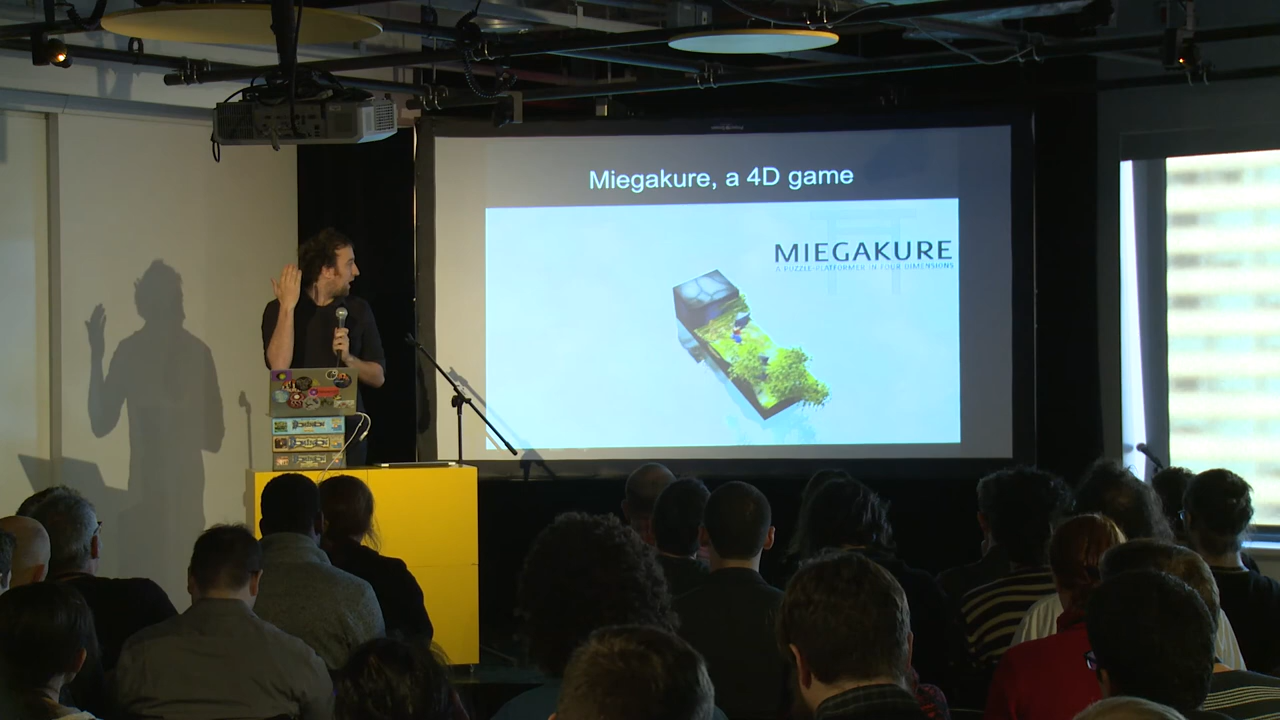 Miegakure, a 4D game
MIEGAKURE
A PUZZLE-PLATFORMER IN FOUR DIMENSIONS